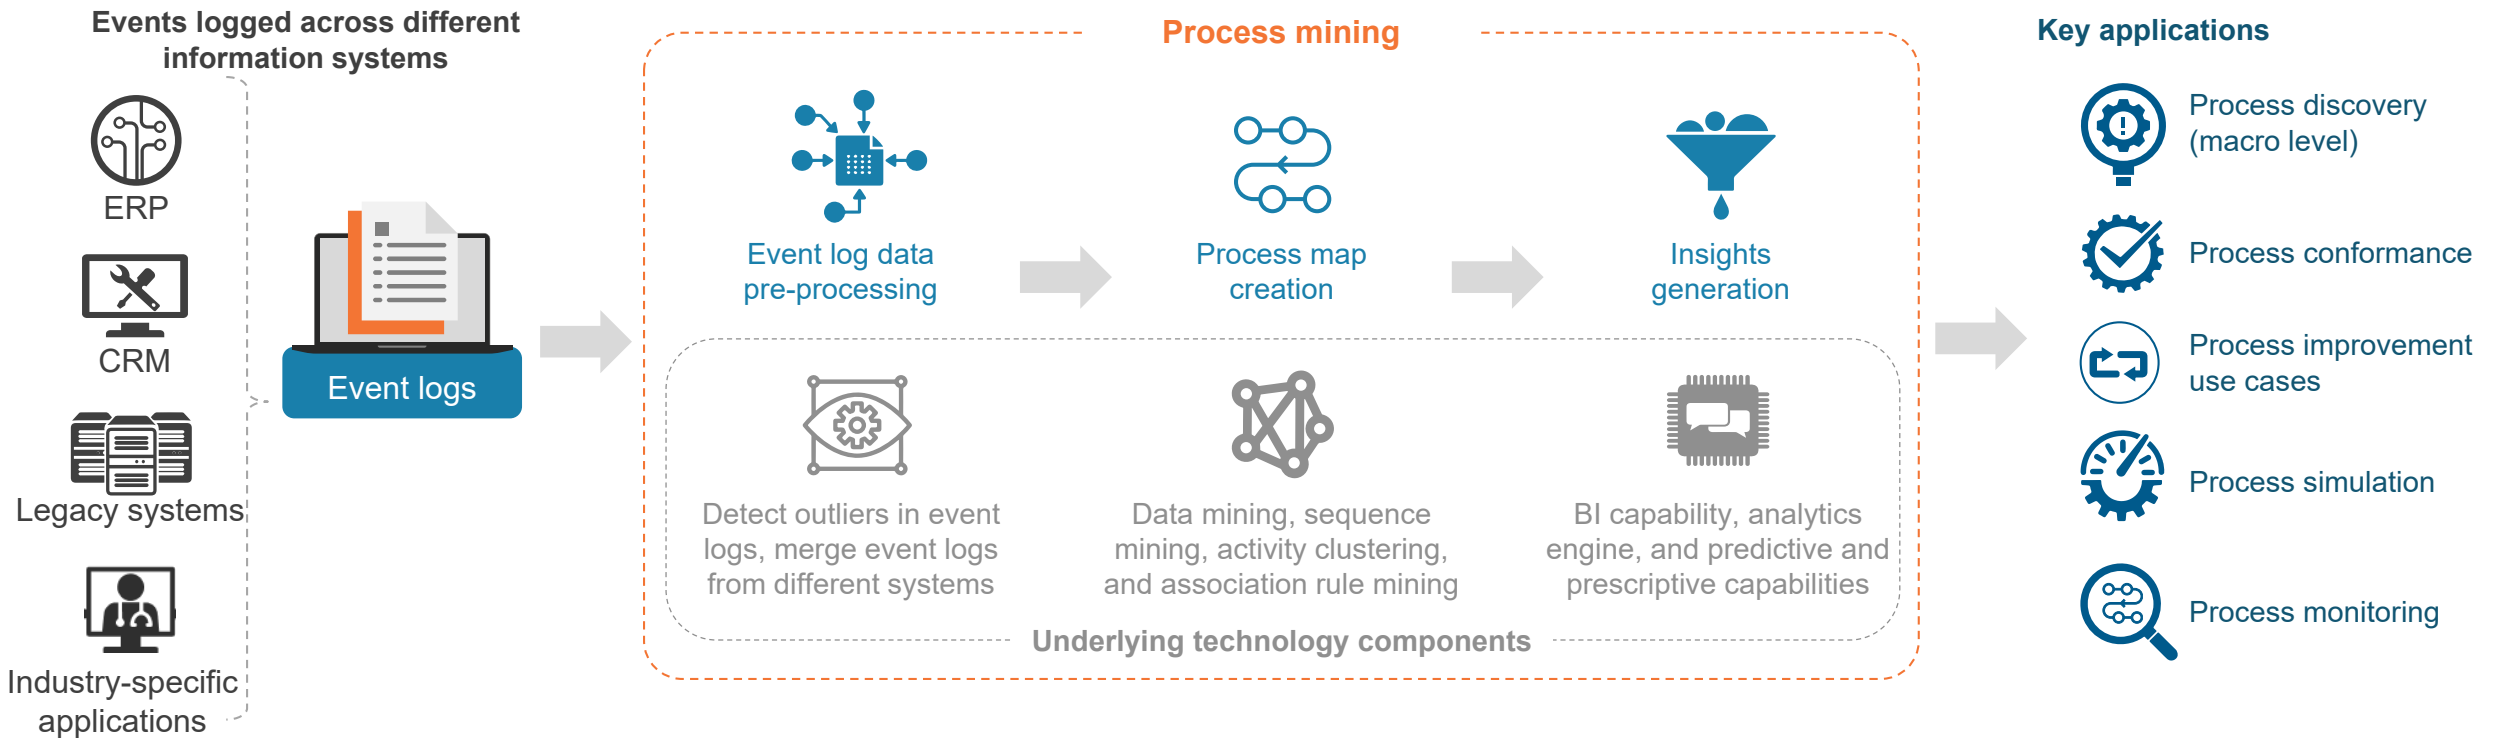 Events logged across different
information systems
ERP
CRM
Legacy systems
Industry-specific
applications
Event logs
Process mining
Event log data
pre-processing
Process map
creation
Insights
generation
Detect outliers in event
logs, merge event logs
from different systems
Data mining, sequence
mining, activity clustering,
and association rule mining
BI capability, analytics
engine, and predictive and
prescriptive capabilities
Underlying technology components
Key applications
Process discovery
(macro level)
Process conformance
Process improvement
use cases
Process simulation
Process monitoring